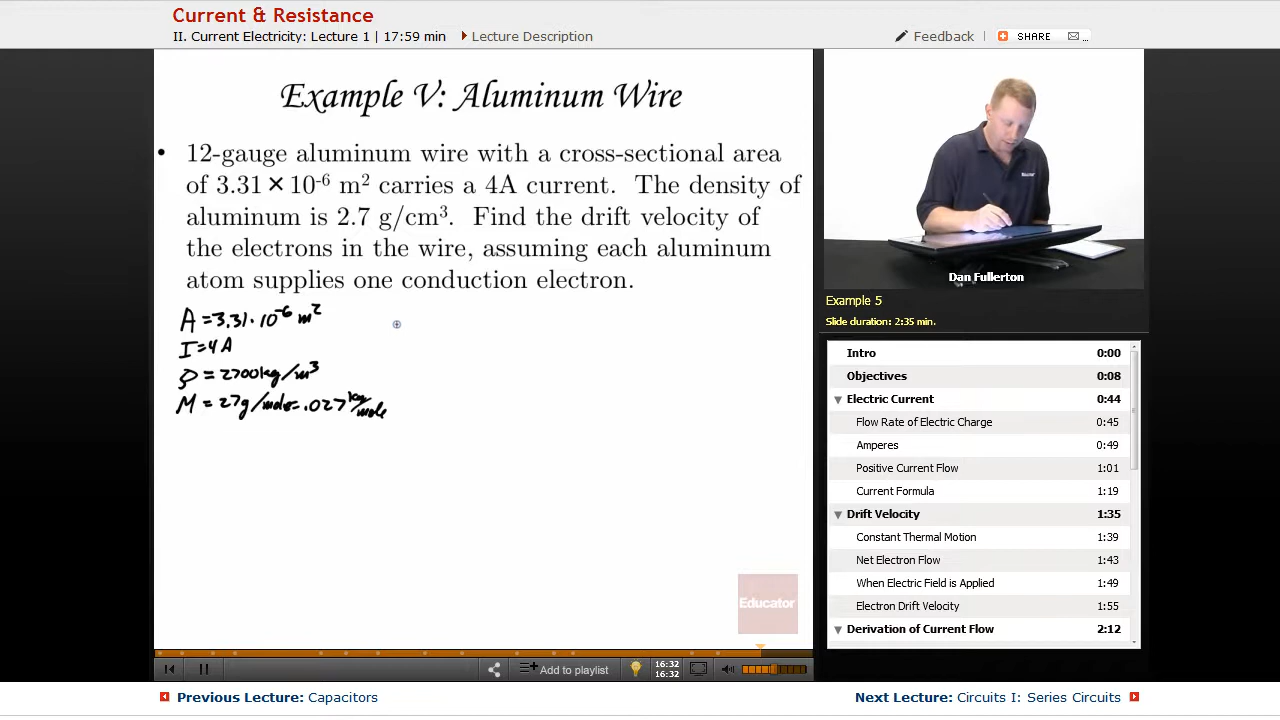 Current & Resistance
II. Current Electricity: Lecture 1 | 17:59 min
Lecture Description
Feedback
SHARE
Example V: Aluminum Wire
• 12-gauge aluminum wire with a cross-sectional area
of 3.31 × 10⁻⁶ m² carries a 4A current. The density of
aluminum is 2.7 g/cm³. Find the drift velocity of
the electrons in the wire, assuming each aluminum
atom supplies one conduction electron.
A = 3.31 · 10⁻⁶ m²
I = 4 A
ρ = 2700 kg/m³
M = 27 g/mole = .027 kg/mole
Educator
Dan Fullerton
Example 5
Slide duration: 2:35 min.
Intro 0:00
Objectives 0:08
Electric Current 0:44
Flow Rate of Electric Charge 0:45
Amperes 0:49
Positive Current Flow 1:01
Current Formula 1:19
Drift Velocity 1:35
Constant Thermal Motion 1:39
Net Electron Flow 1:43
When Electric Field is Applied 1:49
Electron Drift Velocity 1:55
Derivation of Current Flow 2:12
Add to playlist
16:32
16:32
Previous Lecture: Capacitors
Next Lecture: Circuits I: Series Circuits